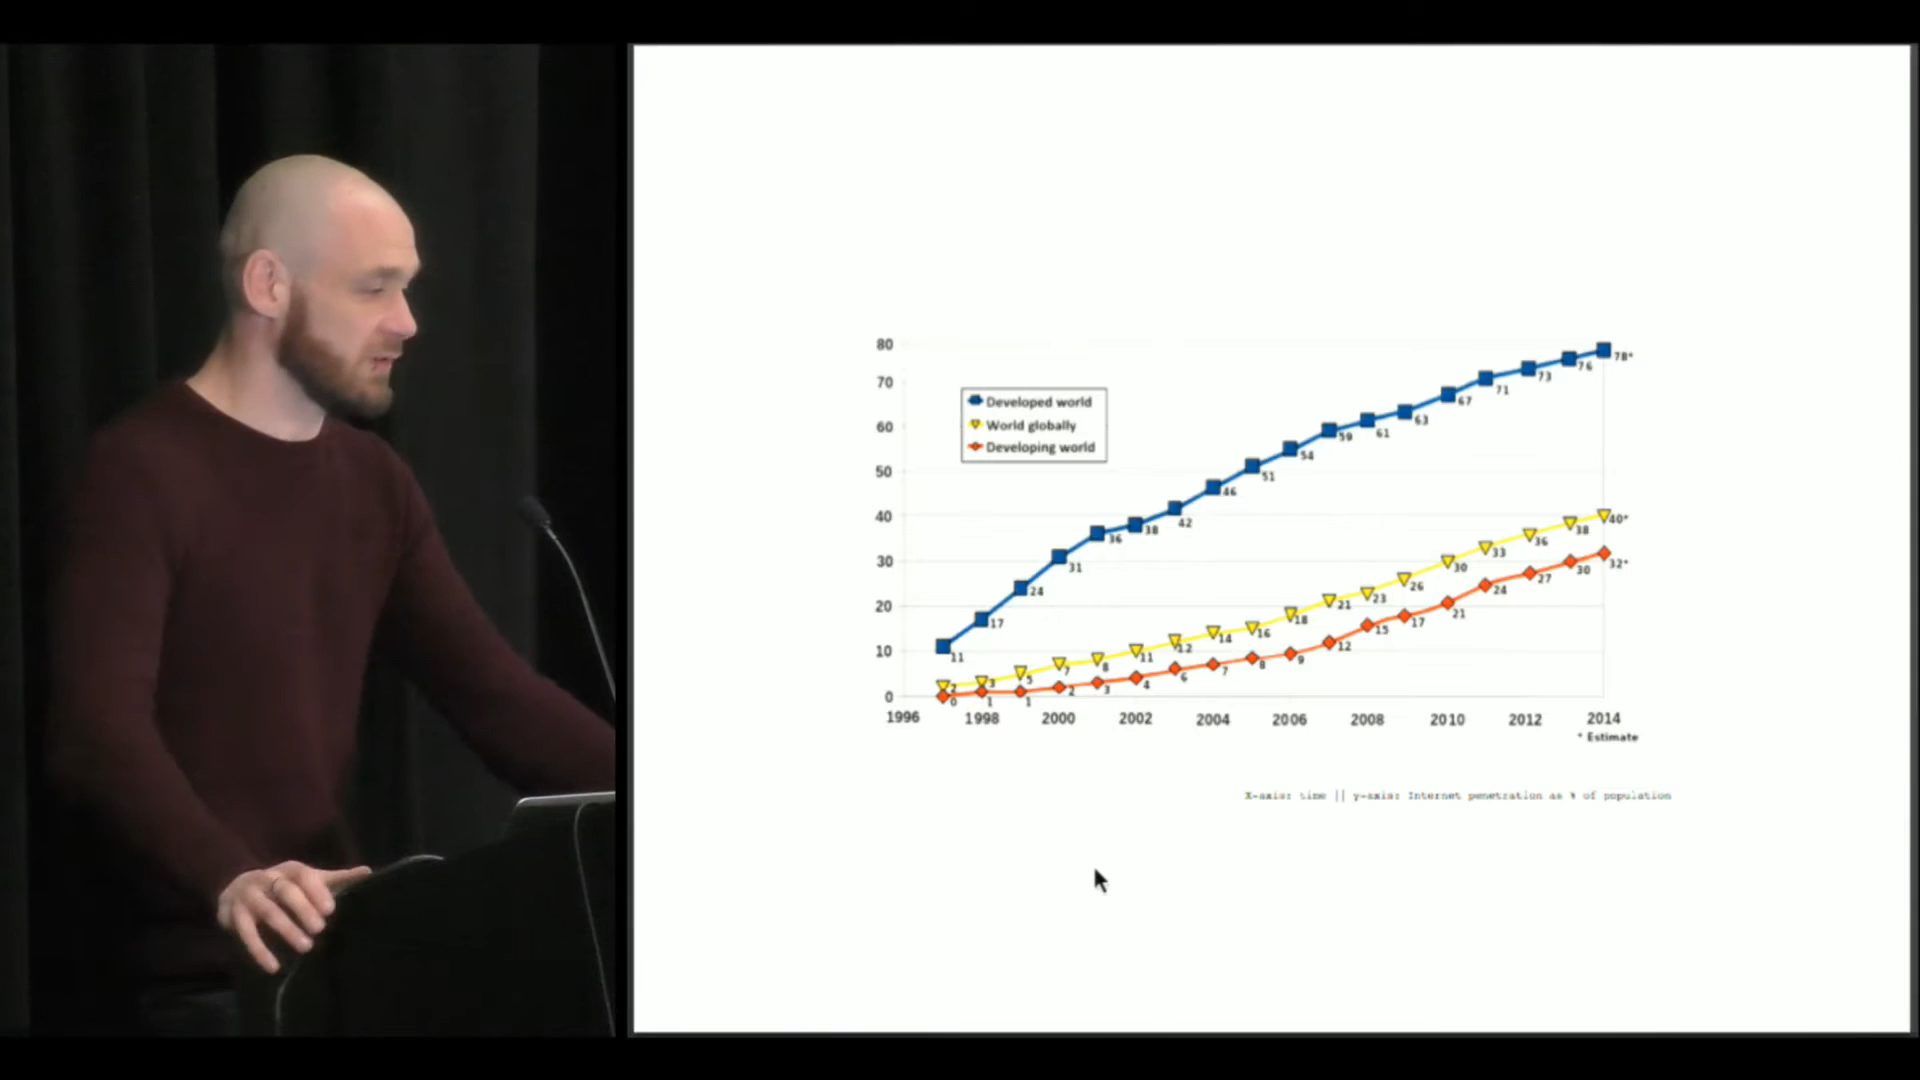 80
70
60
50
40
30
20
10
0
Developed world
World globally
Developing world
11 17 24 31 36 38 42 46 51 54 59 61 63 67 71 73 76 78*
2 3 5 7 8 11 12 14 16 18 21 23 26 30 33 36 38 40*
0 1 1 2 3 4 6 7 8 9 12 15 17 21 24 27 30 32*
1996 1998 2000 2002 2004 2006 2008 2010 2012 2014
* Estimate
X-axis: time || y-axis: Internet penetration as % of population